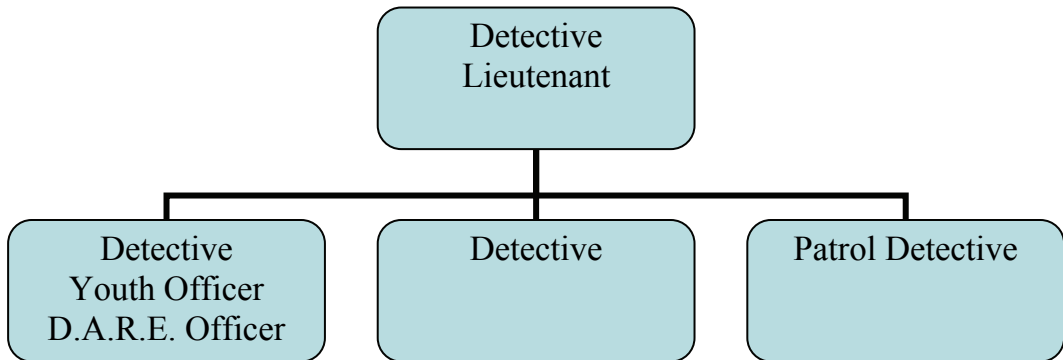 Detective
Lieutenant
Detective
Youth Officer
D.A.R.E. Officer
Detective
Patrol Detective